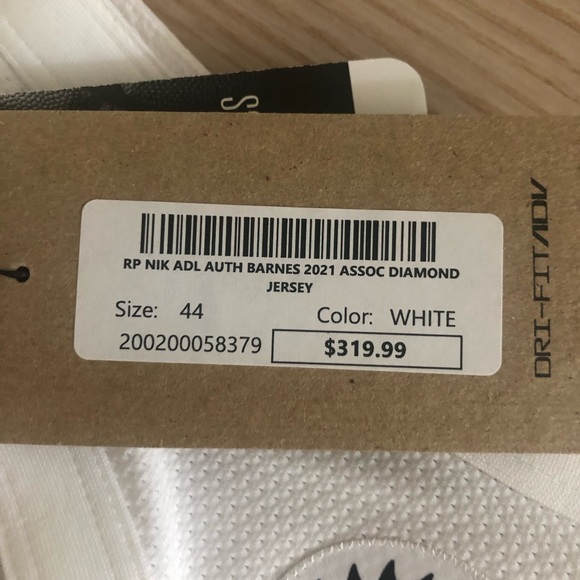 RP NIK ADL AUTH BARNES 2021 ASSOC DIAMOND
JERSEY
Size: 44
Color: WHITE
200200058379
$319.99
DRI-FIT ADV